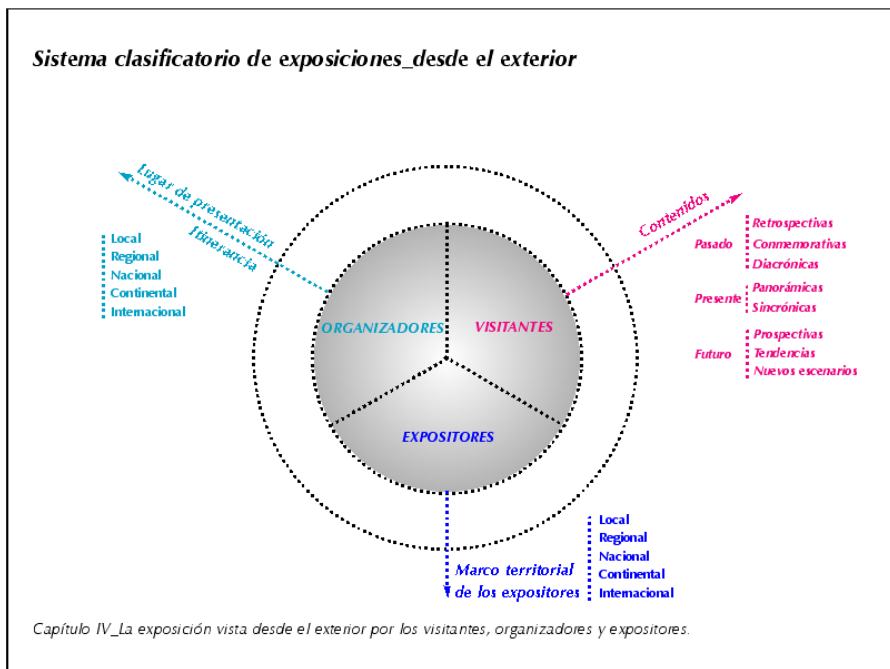 Sistema clasificatorio de exposiciones_desde el exterior
Lugar de presentación
Itinerancia
Local
Regional
Nacional
Continental
Internacional
ORGANIZADORES
VISITANTES
EXPOSITORES
Contenidos
Pasado
Retrospectivas
Conmemorativas
Diacrónicas
Presente
Panorámicas
Sincrónicas
Futuro
Prospectivas
Tendencias
Nuevos escenarios
Marco territorial
de los expositores
Local
Regional
Nacional
Continental
Internacional
Capítulo IV_La exposición vista desde el exterior por los visitantes, organizadores y expositores.